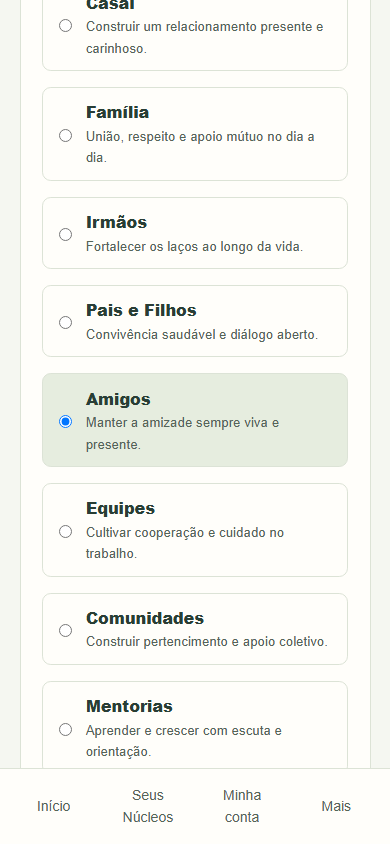 Casal
Construir um relacionamento presente e
carinhoso.
Família
União, respeito e apoio mútuo no dia a
dia.
Irmãos
Fortalecer os laços ao longo da vida.
Pais e Filhos
Convivência saudável e diálogo aberto.
Amigos
Manter a amizade sempre viva e
presente.
Equipes
Cultivar cooperação e cuidado no
trabalho.
Comunidades
Construir pertencimento e apoio coletivo.
Mentorias
Aprender e crescer com escuta e
orientação.
Início
Seus
Núcleos
Minha
conta
Mais